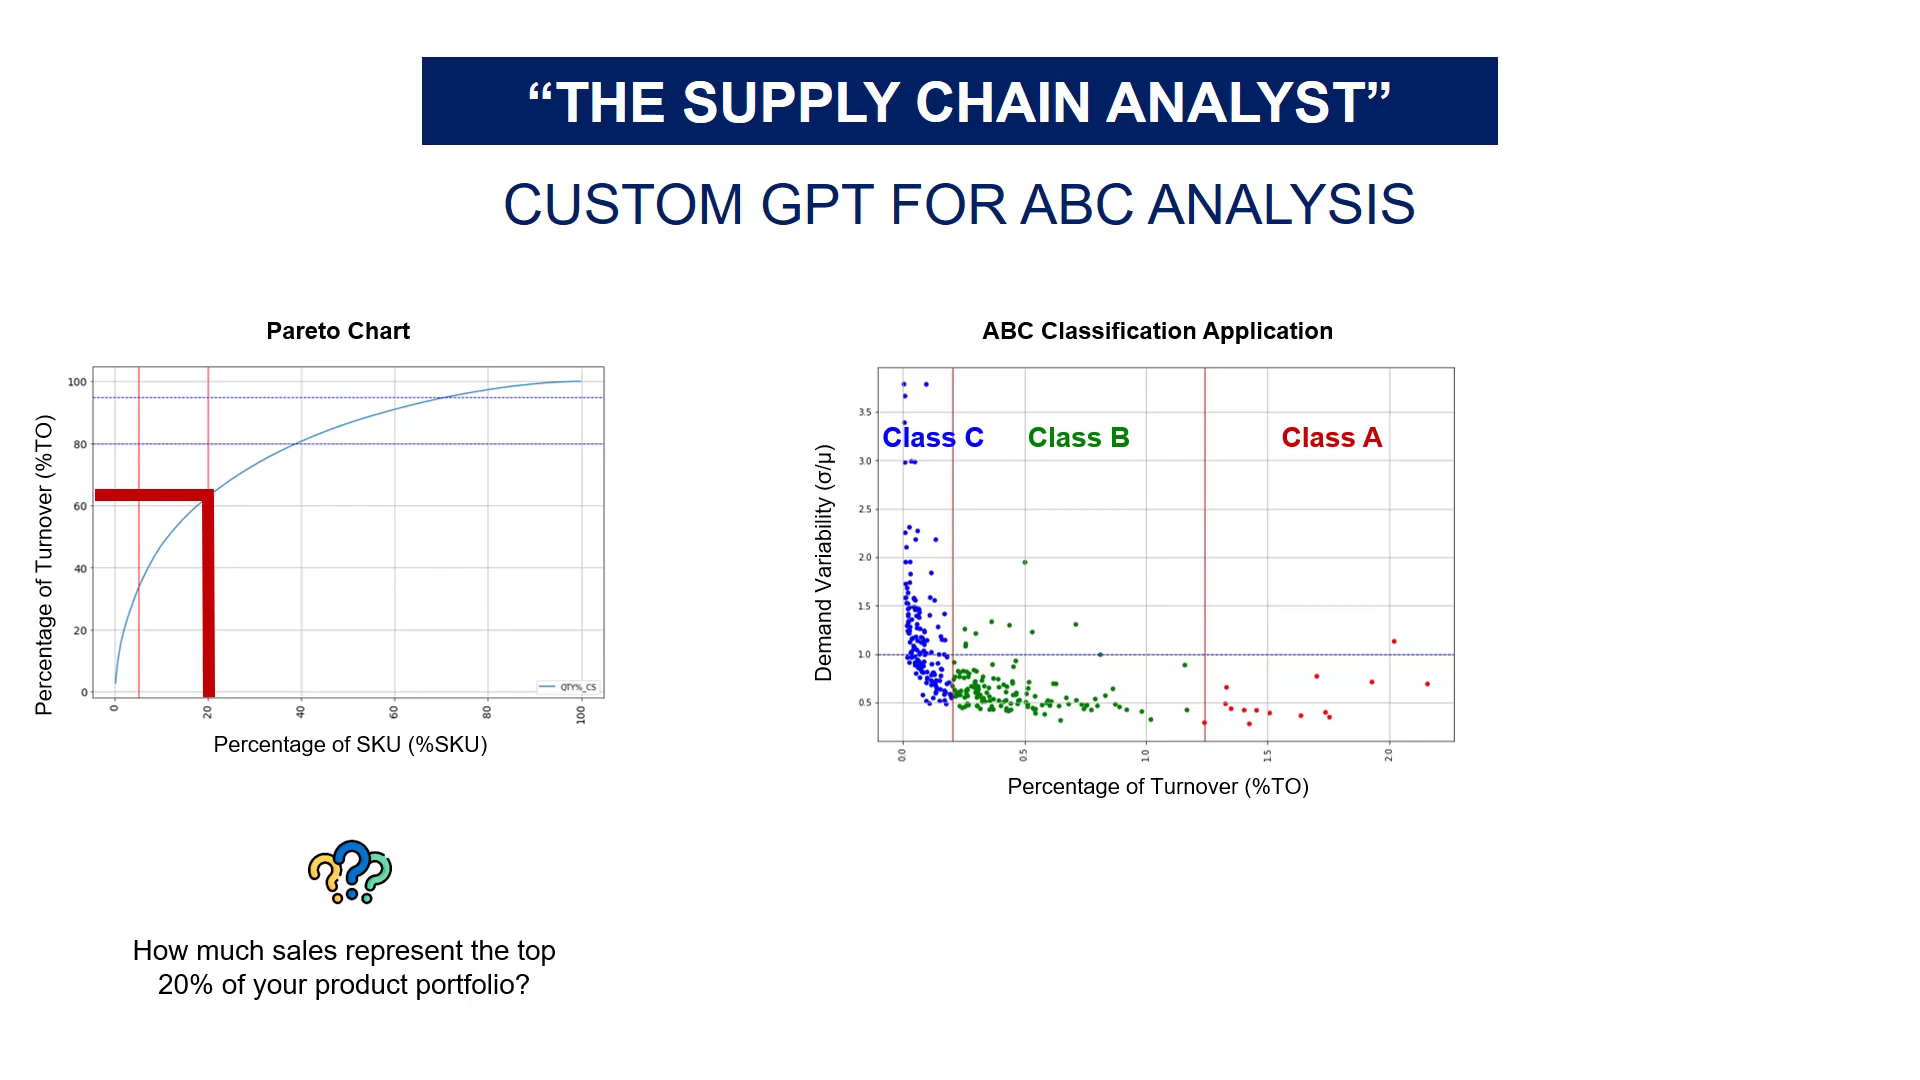 “THE SUPPLY CHAIN ANALYST”
CUSTOM GPT FOR ABC ANALYSIS
Pareto Chart
Percentage of Turnover (%TO)
100
80
60
40
20
0
QTY%_CS
0
20
40
60
80
100
Percentage of SKU (%SKU)
ABC Classification Application
Demand Variability (σ/μ)
3.5
3.0
2.5
2.0
1.5
1.0
0.5
Class C
Class B
Class A
0.0
0.5
1.0
1.5
2.0
Percentage of Turnover (%TO)
How much sales represent the top
20% of your product portfolio?